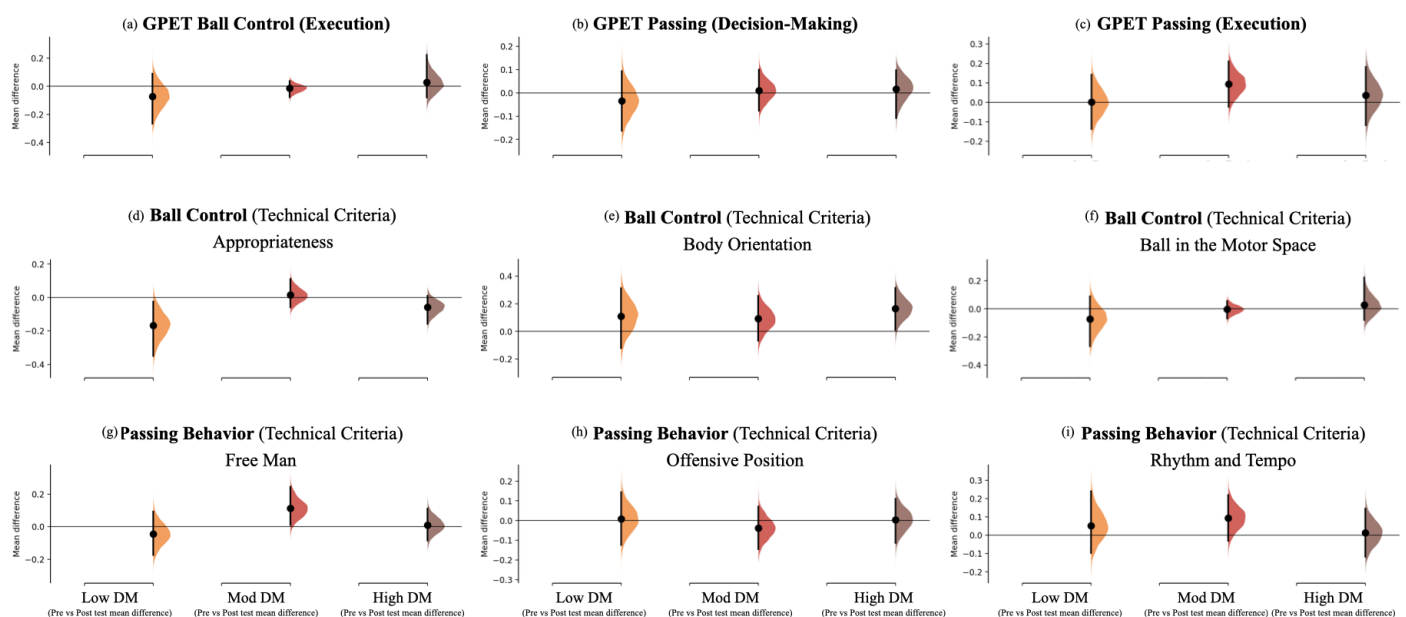 (a) GPET Ball Control (Execution)
(b) GPET Passing (Decision-Making)
(c) GPET Passing (Execution)
Mean difference
0.2
0.0
−0.2
−0.4
Mean difference
0.2
0.1
0.0
−0.1
−0.2
Mean difference
0.3
0.2
0.1
0.0
−0.1
−0.2
(d) Ball Control (Technical Criteria)
Appropriateness
(e) Ball Control (Technical Criteria)
Body Orientation
(f) Ball Control (Technical Criteria)
Ball in the Motor Space
Mean difference
0.2
0.0
−0.2
−0.4
Mean difference
0.4
0.2
0.0
−0.2
Mean difference
0.2
0.0
−0.2
−0.4
(g) Passing Behavior (Technical Criteria)
Free Man
(h) Passing Behavior (Technical Criteria)
Offensive Position
(i) Passing Behavior (Technical Criteria)
Rhythm and Tempo
Mean difference
0.2
0.0
−0.2
Mean difference
0.2
0.1
0.0
−0.1
−0.2
−0.3
Mean difference
0.3
0.2
0.1
0.0
−0.1
−0.2
Low DM
(Pre vs Post test mean difference)
Mod DM
(Pre vs Post test mean difference)
High DM
(Pre vs Post test mean difference)
Low DM
(Pre vs Post test mean difference)
Mod DM
(Pre vs Post test mean difference)
High DM
(Pre vs Post test mean difference)
Low DM
(Pre vs Post test mean difference)
Mod DM
(Pre vs Post test mean difference)
High DM
(Pre vs Post test mean difference)